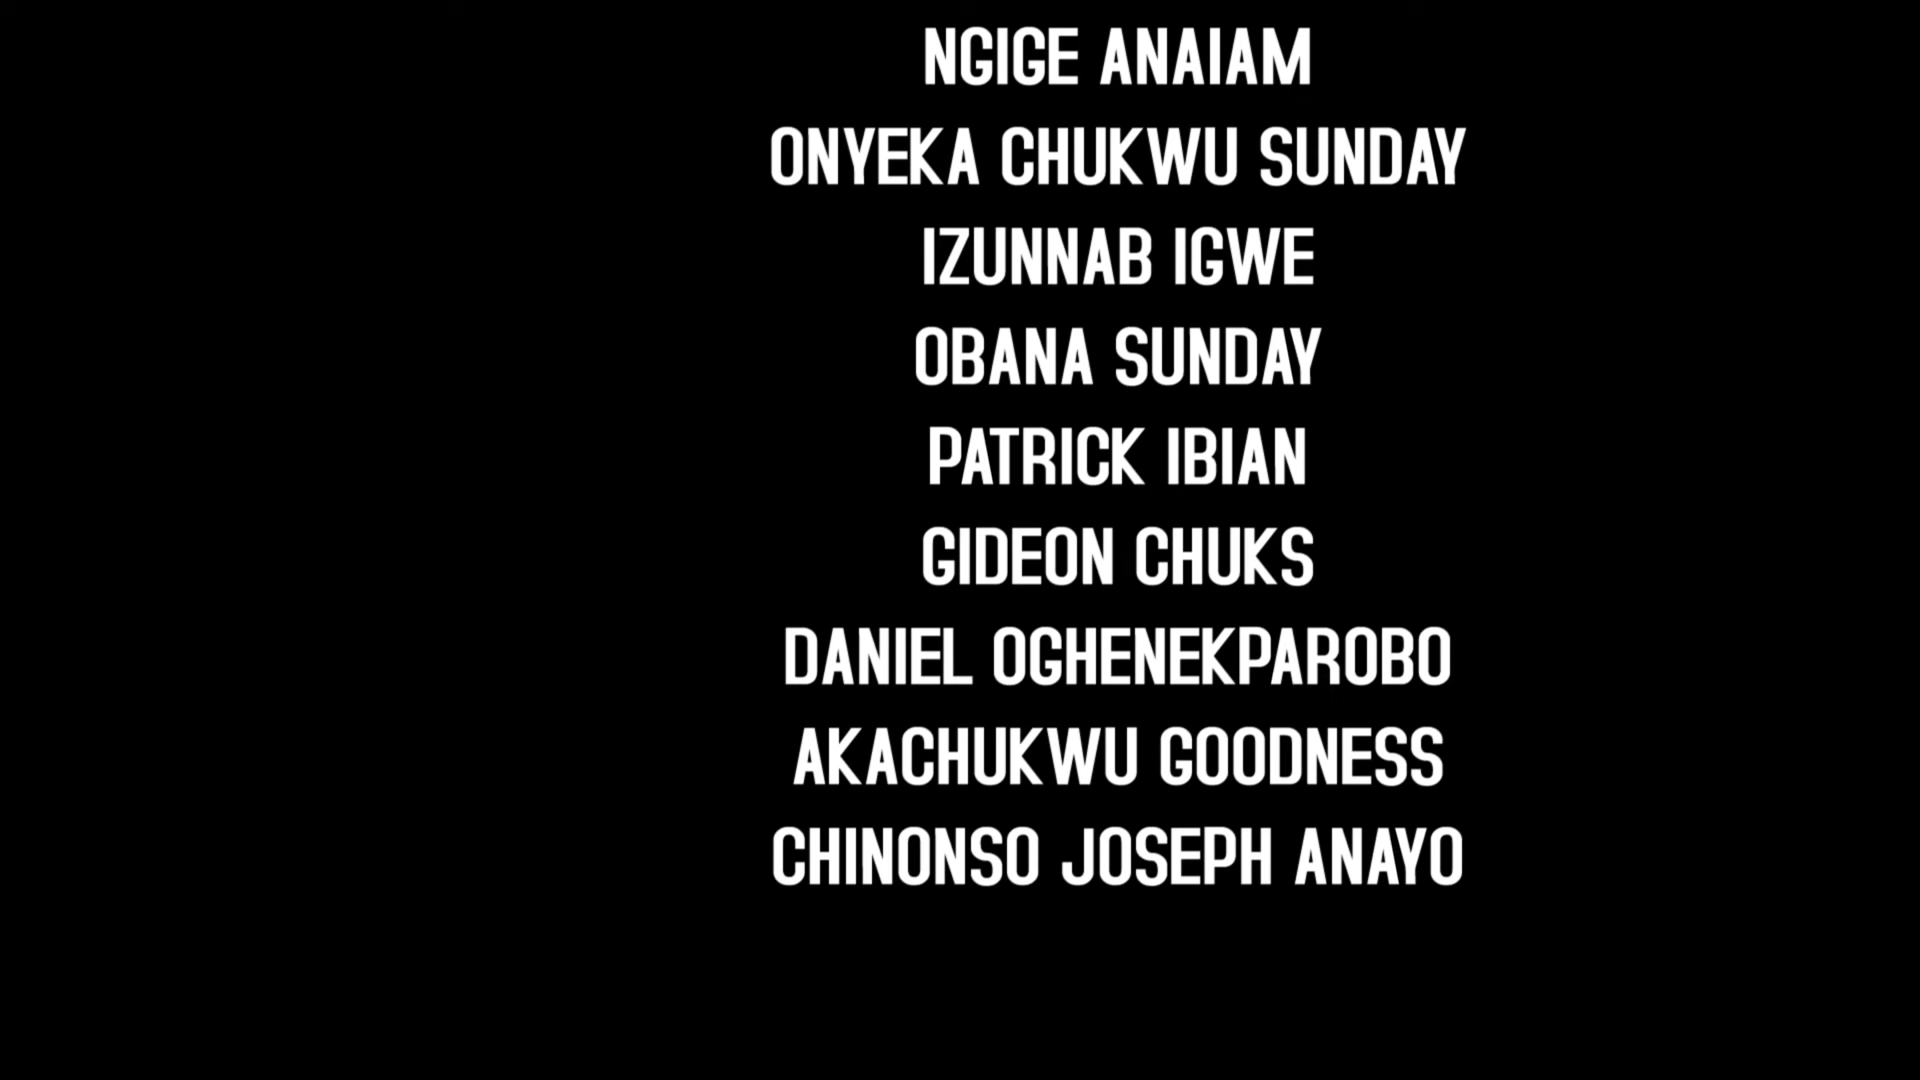 NGIGE ANAIAM
ONYEKA CHUKWU SUNDAY
IZUNNAB IGWE
OBANA SUNDAY
PATRICK IBIAN
GIDEON CHUKS
DANIEL OGHENEKPAROBO
AKACHUKWU GOODNESS
CHINONSO JOSEPH ANAYO